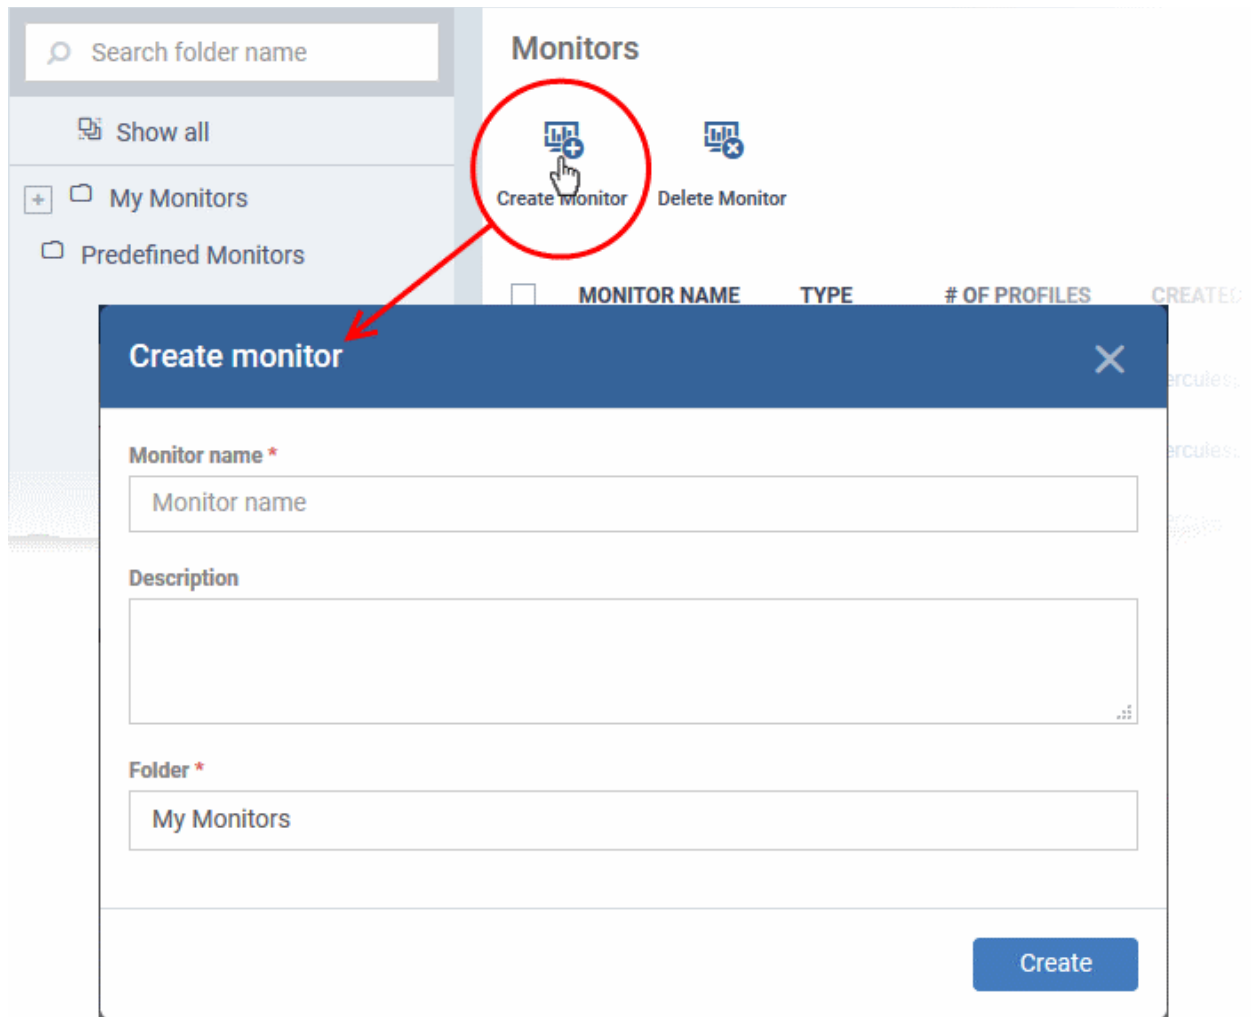 Search folder name
Show all
My Monitors
Predefined Monitors
Monitors
Create Monitor
Delete Monitor
MONITOR NAME TYPE # OF PROFILES CREATED
Create monitor
Monitor name *
Monitor name
Description
Folder *
My Monitors
Create